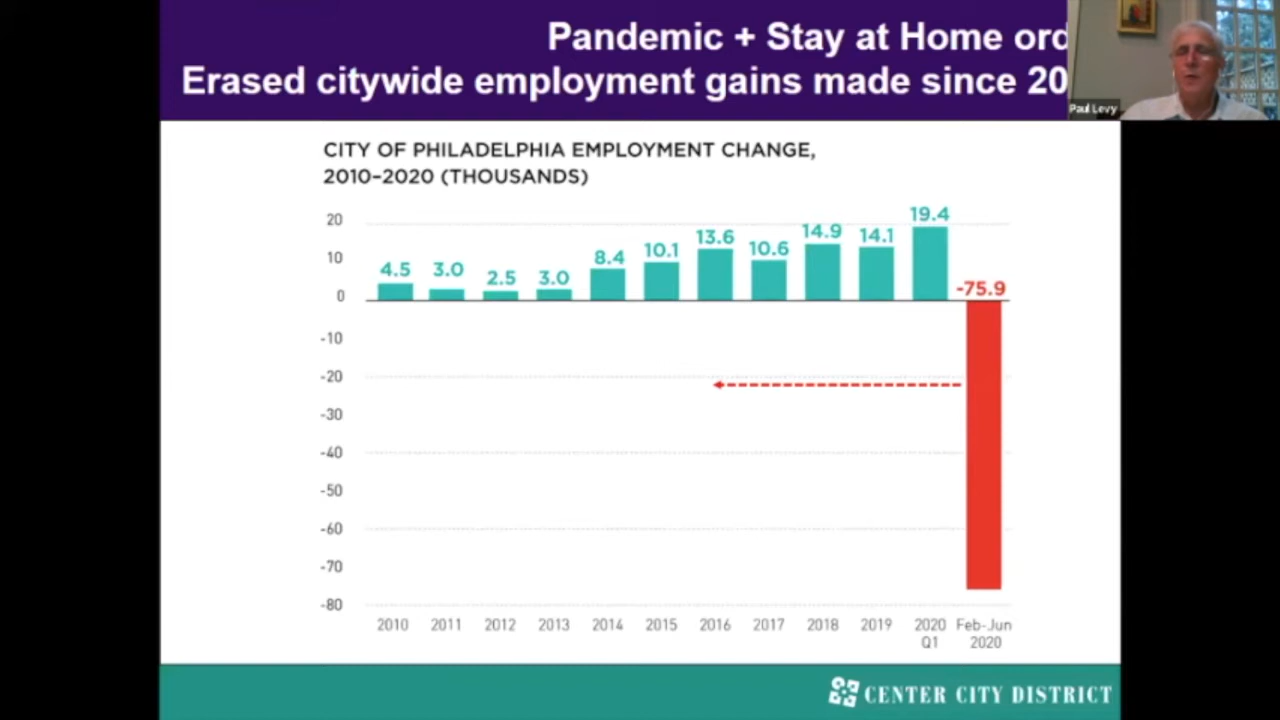 Pandemic + Stay at Home ord
Erased citywide employment gains made since 20
Paul Levy
CITY OF PHILADELPHIA EMPLOYMENT CHANGE,
2010–2020 (THOUSANDS)
20
10
0
-10
-20
-30
-40
-50
-60
-70
-80
4.5
3.0
2.5
3.0
8.4
10.1
13.6
10.6
14.9
14.1
19.4
-75.9
2010 2011 2012 2013 2014 2015 2016 2017 2018 2019 2020 Feb-Jun
Q1 2020
CENTER CITY DISTRICT